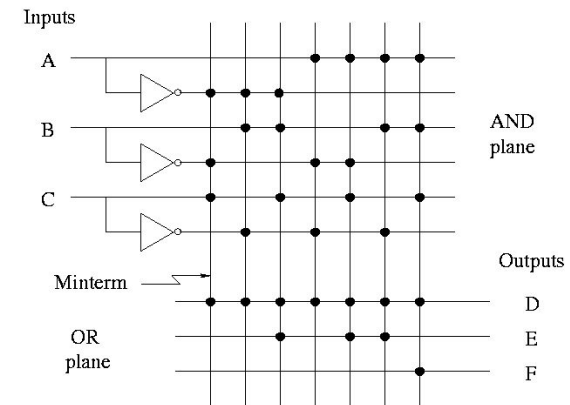 Inputs
A
B
AND
plane
C
Outputs
Minterm
D
OR
plane
E
F